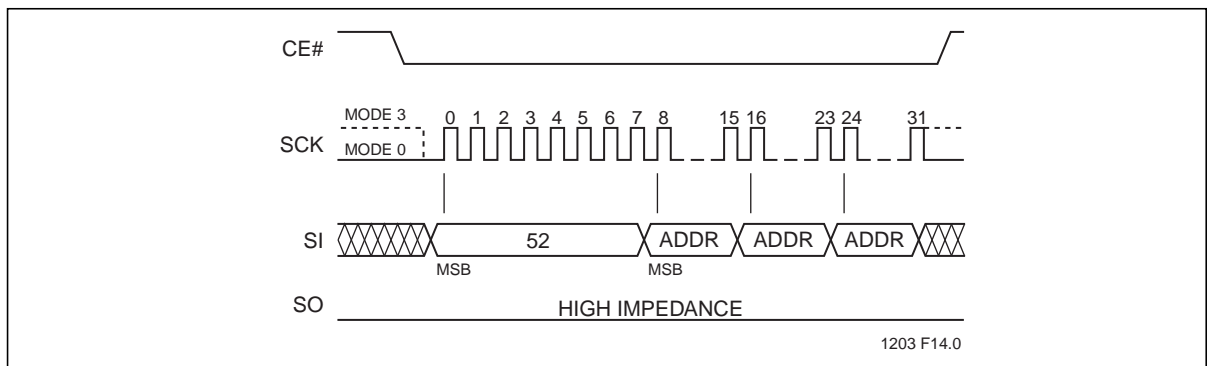 CE#
MODE 3
0 1 2 3 4 5 6 7 8 15 16 23 24 31
SCK
MODE 0
SI
52 ADDR ADDR ADDR
MSB MSB
SO
HIGH IMPEDANCE
1203 F14.0